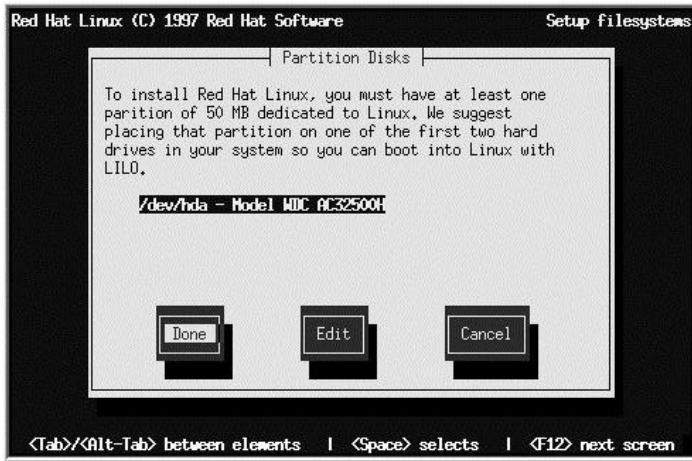 Red Hat Linux (C) 1997 Red Hat Software Setup filesystems
Partition Disks
To install Red Hat Linux, you must have at least one
parition of 50 MB dedicated to Linux. We suggest
placing that partition on one of the first two hard
drives in your system so you can boot into Linux with
LILO.
/dev/hda - Model WDC AC32500H
Done Edit Cancel
<Tab>/<Alt-Tab> between elements | <Space> selects | <F12> next screen